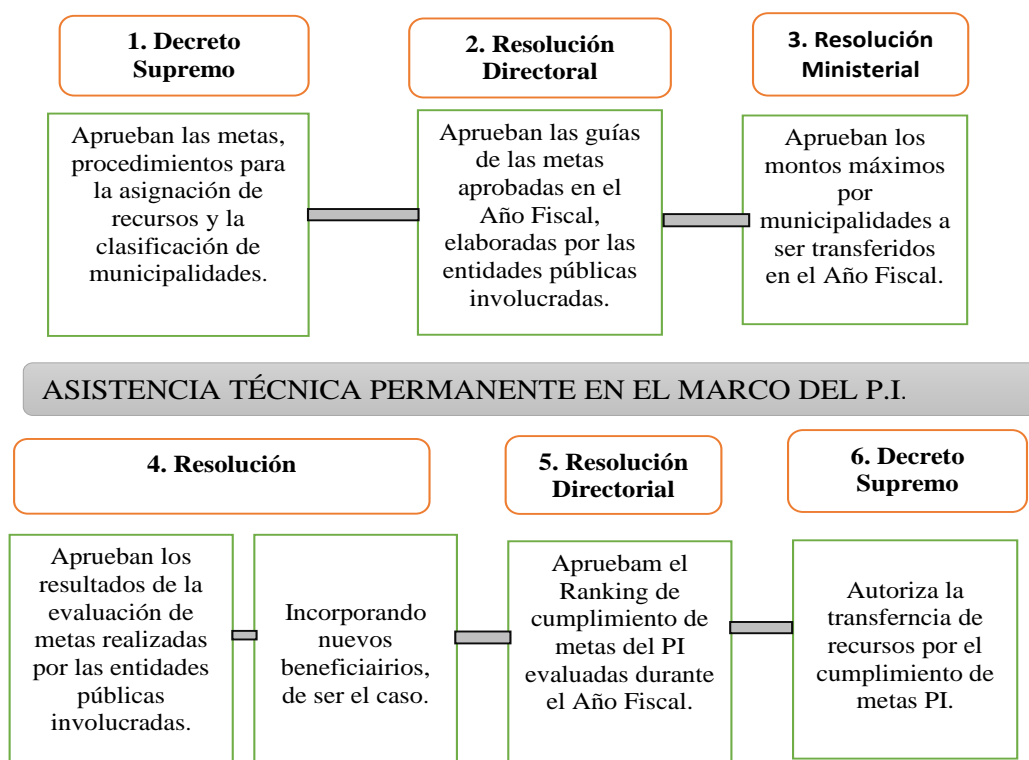 1. Decreto
Supremo
2. Resolución
Directoral
3. Resolución
Ministerial
Aprueban las metas,
procedimientos para
la asignación de
recursos y la
clasificación de
municipalidades.
Aprueban las guías
de las metas
aprobadas en el
Año Fiscal,
elaboradas por las
entidades públicas
involucradas.
Aprueban los
montos máximos
por
municipalidades a
ser transferidos
en el Año Fiscal.
ASISTENCIA TÉCNICA PERMANENTE EN EL MARCO DEL P.I.
4. Resolución
5. Resolución
Directorial
6. Decreto
Supremo
Aprueban los
resultados de la
evaluación de
metas realizadas
por las entidades
públicas
involucradas.
Incorporando
nuevos
beneficiairios,
de ser el caso.
Apruebam el
Ranking de
cumplimiento de
metas del PI
evaluadas durante
el Año Fiscal.
Autoriza la
transferncia de
recursos por el
cumplimiento de
metas PI.